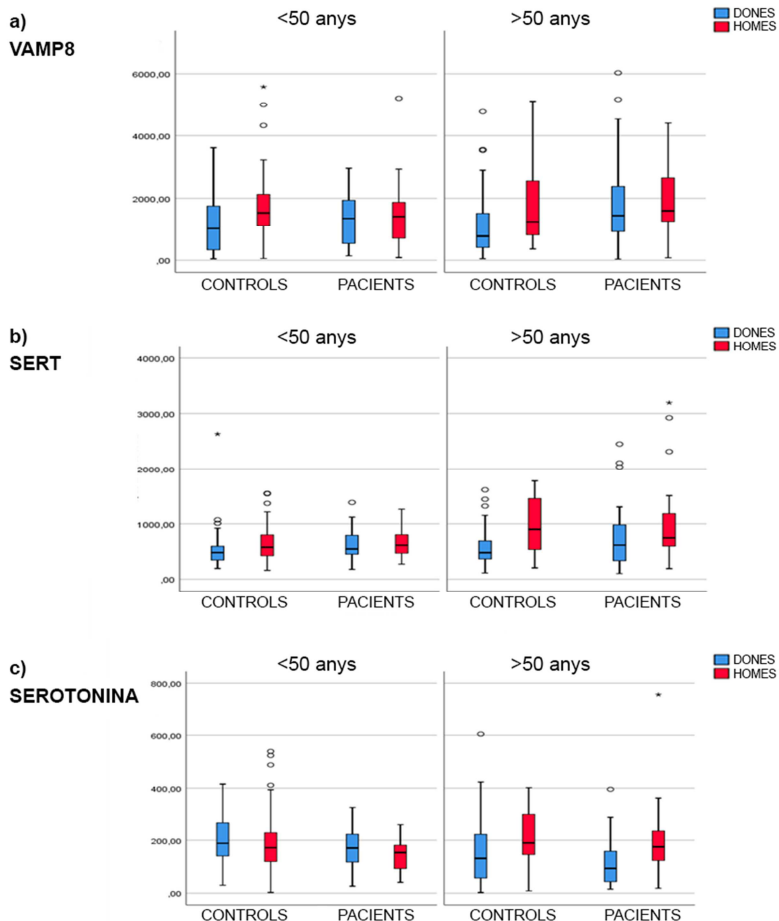 a)
VAMP8
<50 anys
>50 anys
DONES
HOMES
6000,00
4000,00
2000,00
,00
CONTROLS
PACIENTS
CONTROLS
PACIENTS
b)
SERT
<50 anys
>50 anys
DONES
HOMES
4000,00
3000,00
2000,00
1000,00
,00
CONTROLS
PACIENTS
CONTROLS
PACIENTS
c)
SEROTONINA
<50 anys
>50 anys
DONES
HOMES
800,00
600,00
400,00
200,00
,00
CONTROLS
PACIENTS
CONTROLS
PACIENTS